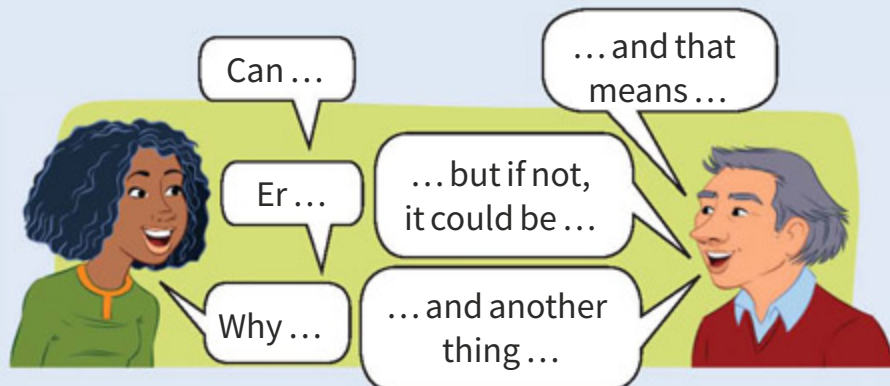 Can …
… and that
means …
Er …
… but if not,
it could be …
Why …
… and another
thing …